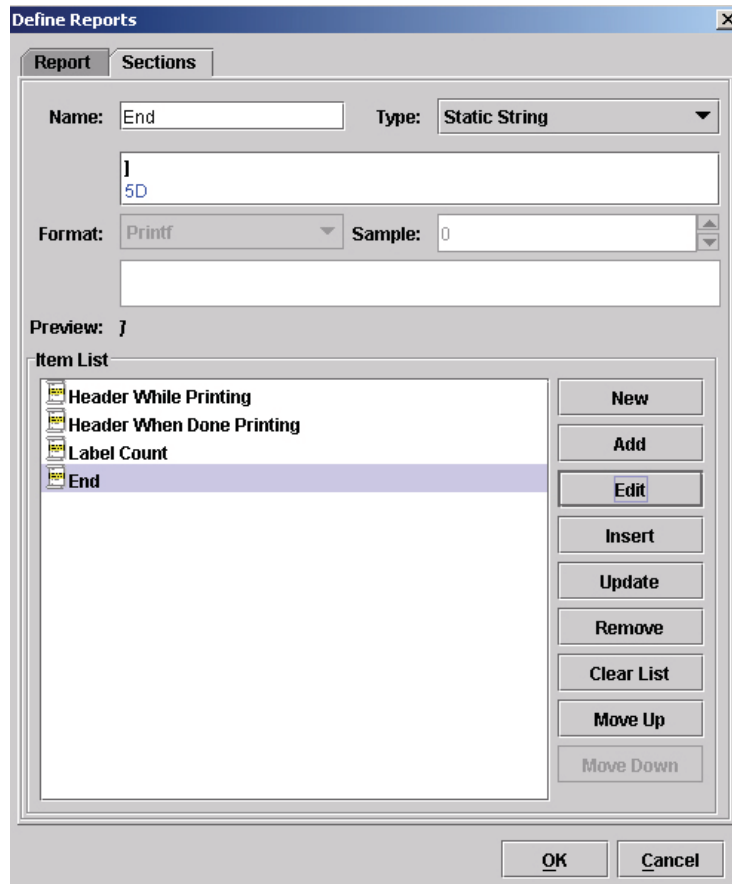 Define Reports
Report Sections
Name: End Type: Static String
]
5D
Format: Printf Sample: 0
Preview: ]
Item List
Header While Printing
Header When Done Printing
Label Count
End
New
Add
Edit
Insert
Update
Remove
Clear List
Move Up
Move Down
OK Cancel